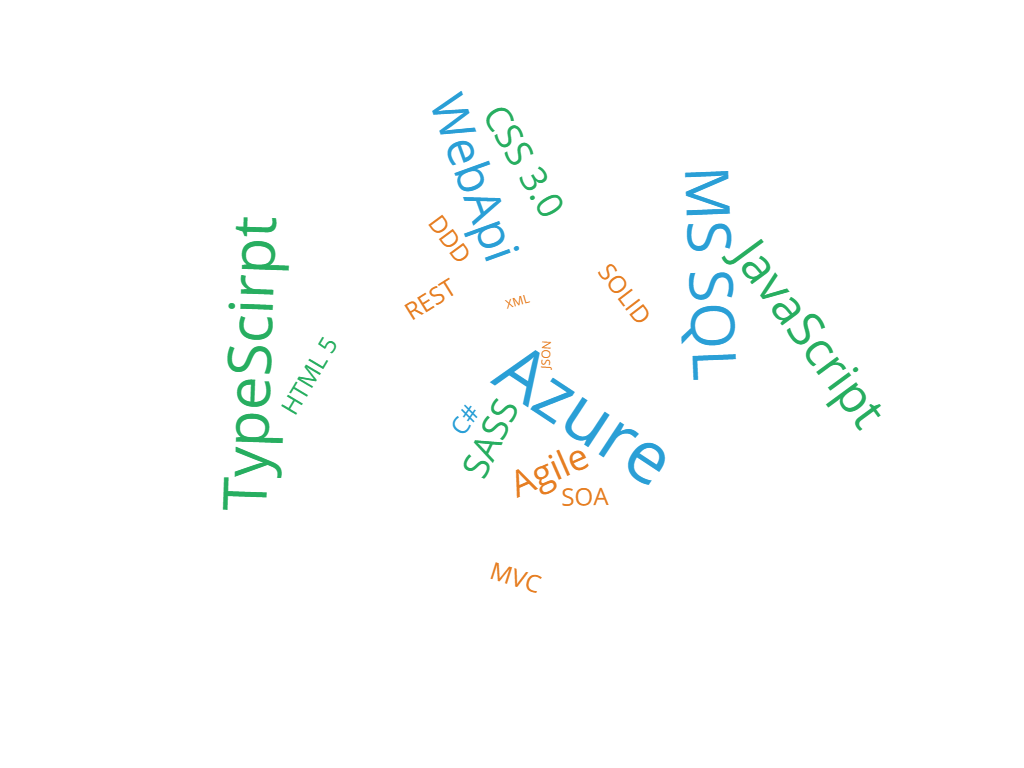 WebApi
CSS 3.0
MS SQL
DDD
TypeScirpt
JavaScript
SOLID
REST
XML
HTML 5
JSON
Azure
C#
SASS
Agile
SOA
MVC